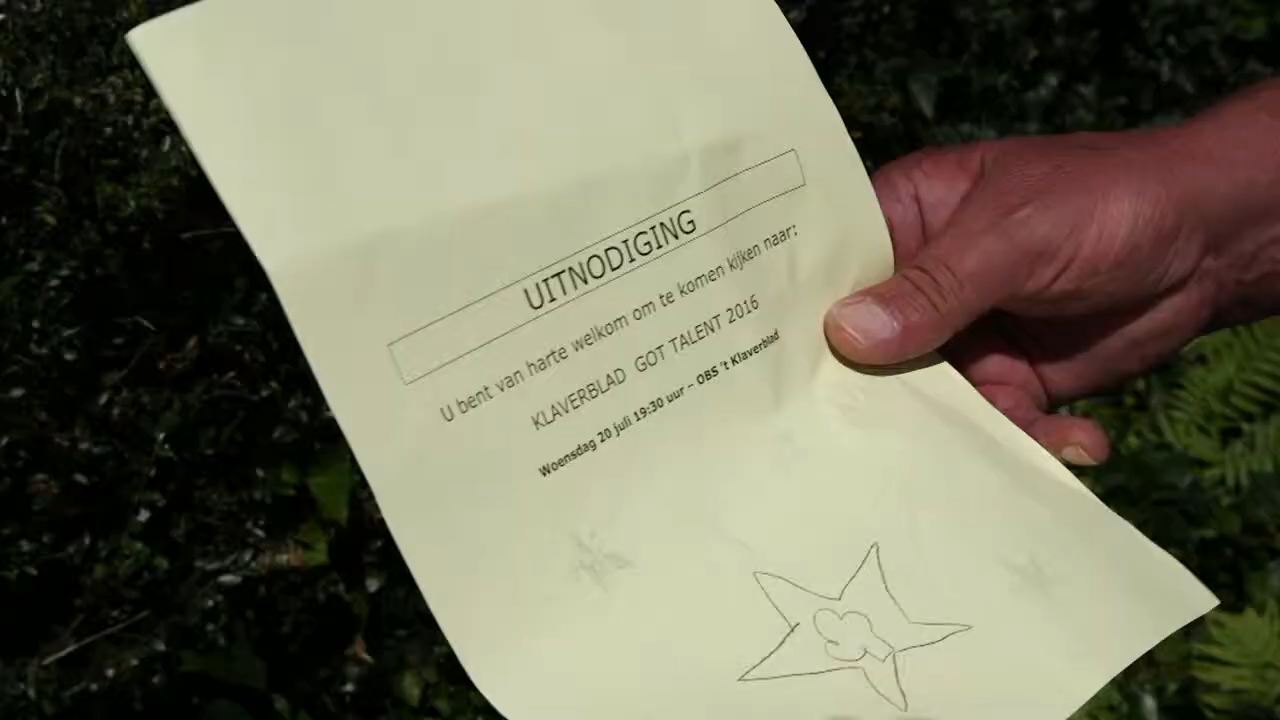 UITNODIGING
U bent van harte welkom om te komen kijken naar:
KLAVERBLAD GOT TALENT 2016
Woensdag 20 juli 19:30 uur – OBS 't Klaverblad